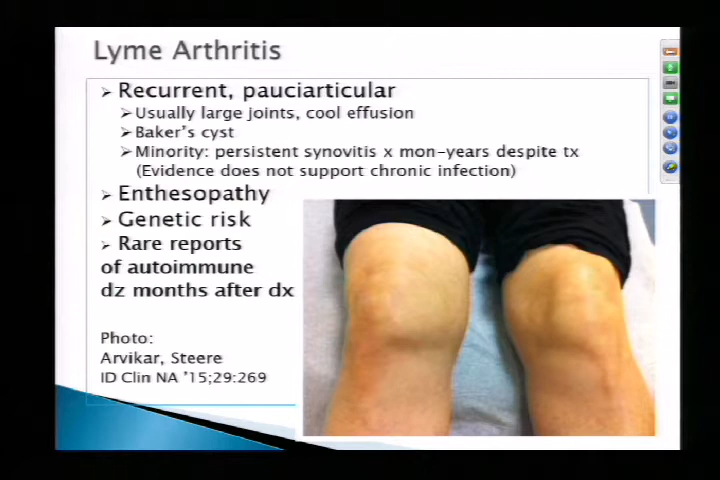 Lyme Arthritis
Recurrent, pauciarticular
Usually large joints, cool effusion
Baker's cyst
Minority: persistent synovitis x mon-years despite tx
(Evidence does not support chronic infection)
Enthesopathy
Genetic risk
Rare reports
of autoimmune
dz months after dx
Photo:
Arvikar, Steere
ID Clin NA '15;29:269